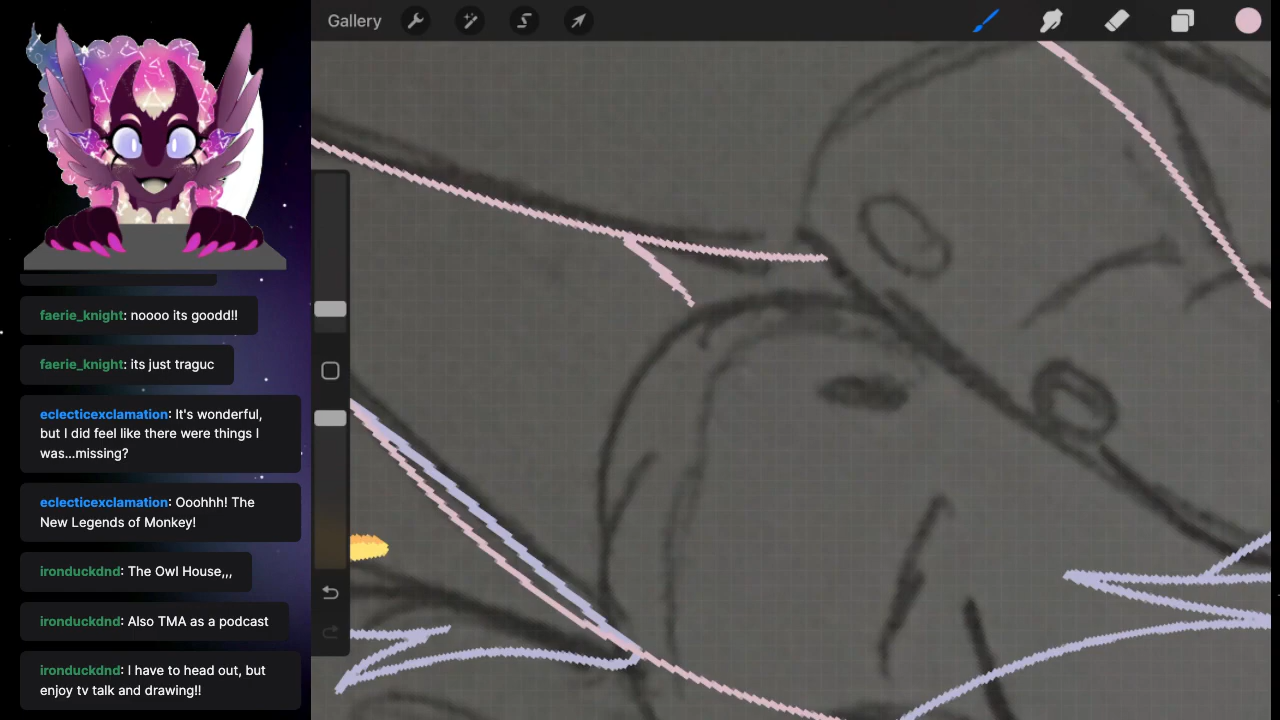 Gallery
faerie_knight: noooo its goodd!!
faerie_knight: its just traguc
eclecticexclamation: It's wonderful,
but I did feel like there were things I
was...missing?
eclecticexclamation: Ooohhh! The
New Legends of Monkey!
ironduckdnd: The Owl House,,,
ironduckdnd: Also TMA as a podcast
ironduckdnd: I have to head out, but
enjoy tv talk and drawing!!